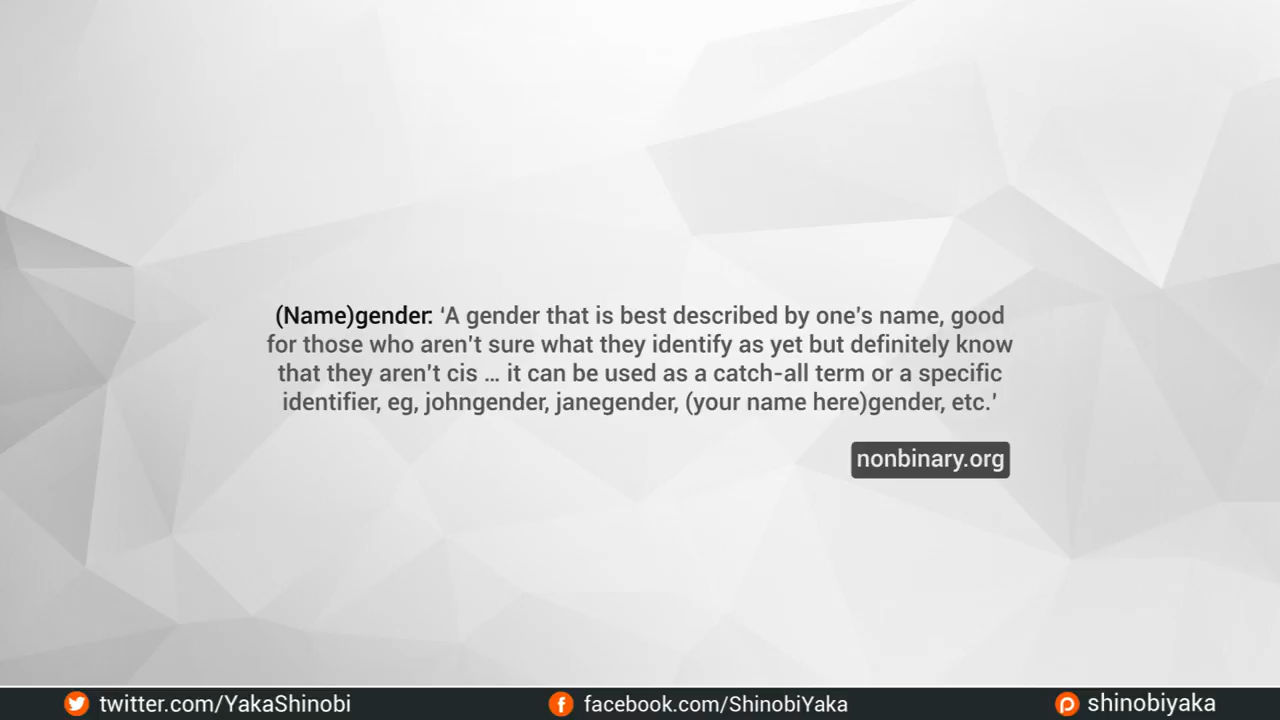 (Name)gender: ‘A gender that is best described by one's name, good
for those who aren't sure what they identify as yet but definitely know
that they aren't cis ... it can be used as a catch-all term or a specific
identifier, eg, johngender, janegender, (your name here)gender, etc.’
nonbinary.org
twitter.com/YakaShinobi
facebook.com/ShinobiYaka
shinobiyaka